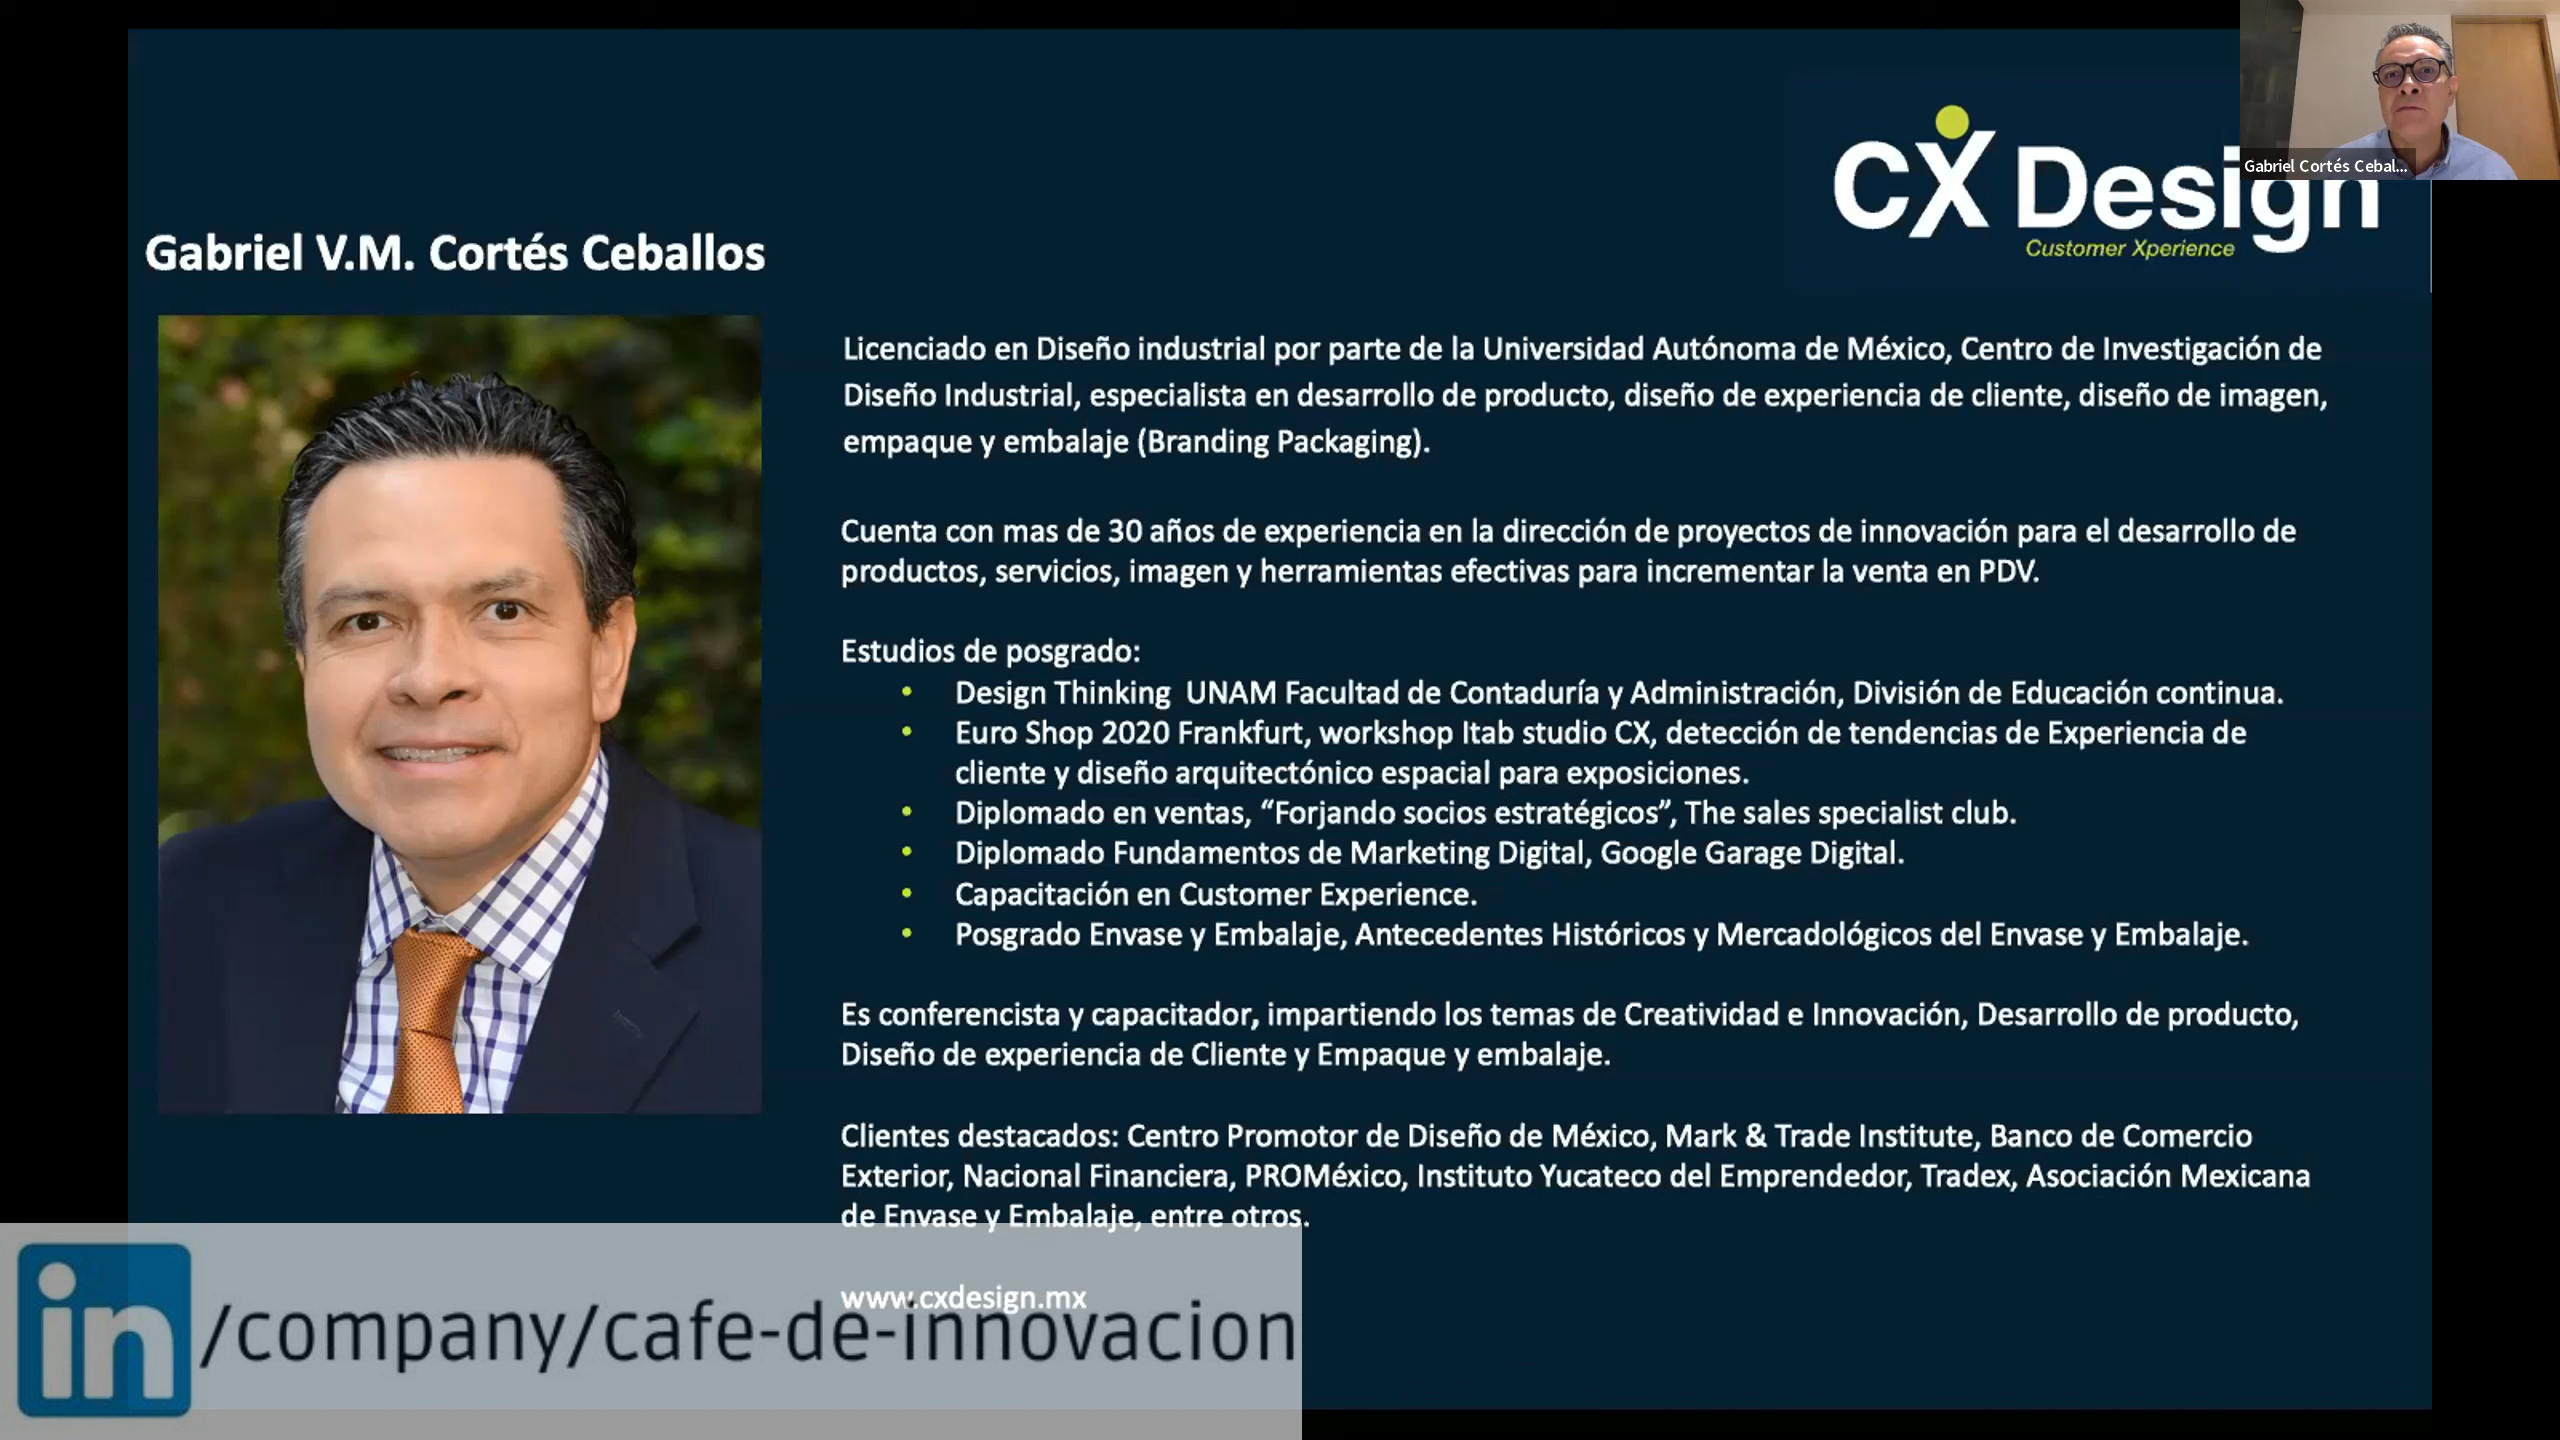 CX Design
Customer Xperience
Gabriel Cortés Cebal...
Gabriel V.M. Cortés Ceballos
Licenciado en Diseño industrial por parte de la Universidad Autónoma de México, Centro de Investigación de
Diseño Industrial, especialista en desarrollo de producto, diseño de experiencia de cliente, diseño de imagen,
empaque y embalaje (Branding Packaging).
Cuenta con mas de 30 años de experiencia en la dirección de proyectos de innovación para el desarrollo de
productos, servicios, imagen y herramientas efectivas para incrementar la venta en PDV.
Estudios de posgrado:
• Design Thinking UNAM Facultad de Contaduría y Administración, División de Educación continua.
• Euro Shop 2020 Frankfurt, workshop Itab studio CX, detección de tendencias de Experiencia de
cliente y diseño arquitectónico espacial para exposiciones.
• Diplomado en ventas, “Forjando socios estratégicos”, The sales specialist club.
• Diplomado Fundamentos de Marketing Digital, Google Garage Digital.
• Capacitación en Customer Experience.
• Posgrado Envase y Embalaje, Antecedentes Históricos y Mercadológicos del Envase y Embalaje.
Es conferencista y capacitador, impartiendo los temas de Creatividad e Innovación, Desarrollo de producto,
Diseño de experiencia de Cliente y Empaque y embalaje.
Clientes destacados: Centro Promotor de Diseño de México, Mark & Trade Institute, Banco de Comercio
Exterior, Nacional Financiera, PROMéxico, Instituto Yucateco del Emprendedor, Tradex, Asociación Mexicana
de Envase y Embalaje, entre otros.
www.cxdesign.mx
in /company/cafe-de-innovacion